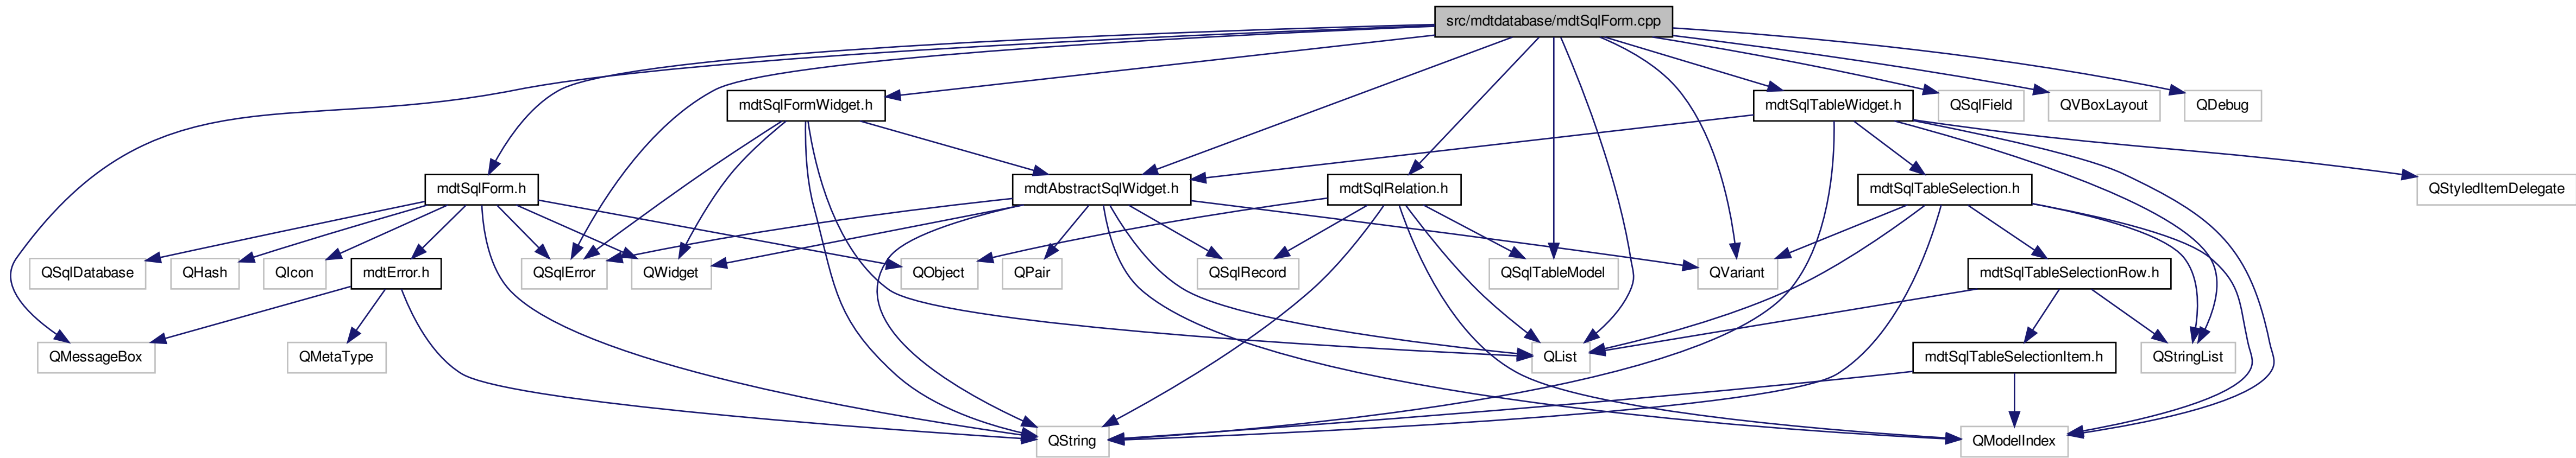 src/mdtdatabase/mdtSqlForm.cpp
mdtSqlFormWidget.h
mdtSqlTableWidget.h
QSqlField
QVBoxLayout
QDebug
mdtSqlForm.h
mdtAbstractSqlWidget.h
mdtSqlRelation.h
mdtSqlTableSelection.h
QStyledItemDelegate
QSqlDatabase
QHash
QIcon
mdtError.h
QSqlError
QWidget
QObject
QPair
QSqlRecord
QSqlTableModel
QVariant
mdtSqlTableSelectionRow.h
QMessageBox
QMetaType
QList
mdtSqlTableSelectionItem.h
QStringList
QString
QModelIndex